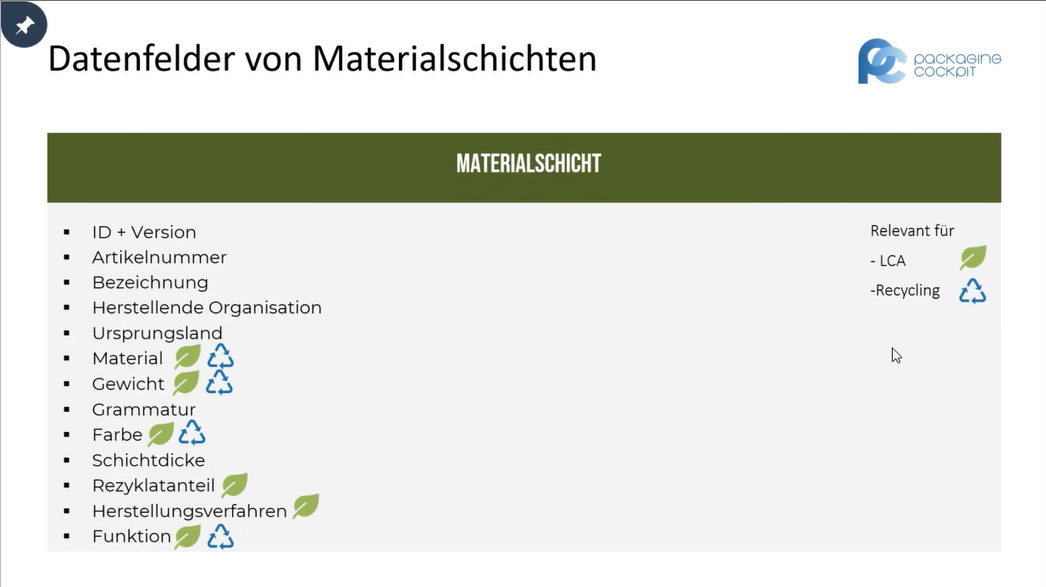 Datenfelder von Materialschichten
packaging
cockpit
MATERIALSCHICHT
▪ ID + Version
▪ Artikelnummer
▪ Bezeichnung
▪ Herstellende Organisation
▪ Ursprungsland
▪ Material
▪ Gewicht
▪ Grammatur
▪ Farbe
▪ Schichtdicke
▪ Rezyklatanteil
▪ Herstellungsverfahren
▪ Funktion
Relevant für
- LCA
-Recycling